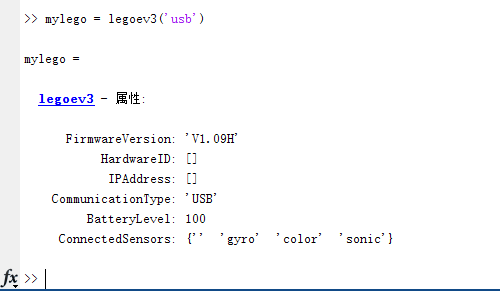 >> mylego = legoev3('usb')
mylego =
legoev3 - 属性:
FirmwareVersion: 'V1.09H'
HardwareID: []
IPAddress: []
CommunicationType: 'USB'
BatteryLevel: 100
ConnectedSensors: {'' 'gyro' 'color' 'sonic'}
fx >>